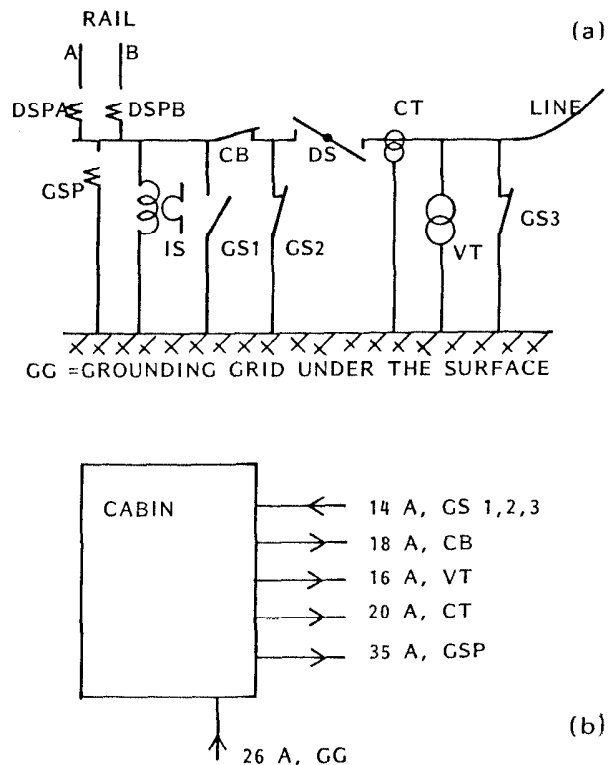 RAIL
(a)
A B
DSPA DSPB
CT LINE
CB DS
GSP
IS GS1 GS2 VT GS3
GG =GROUNDING GRID UNDER THE SURFACE
CABIN
14 A, GS 1,2,3
18 A, CB
16 A, VT
20 A, CT
35 A, GSP
(b)
26 A, GG